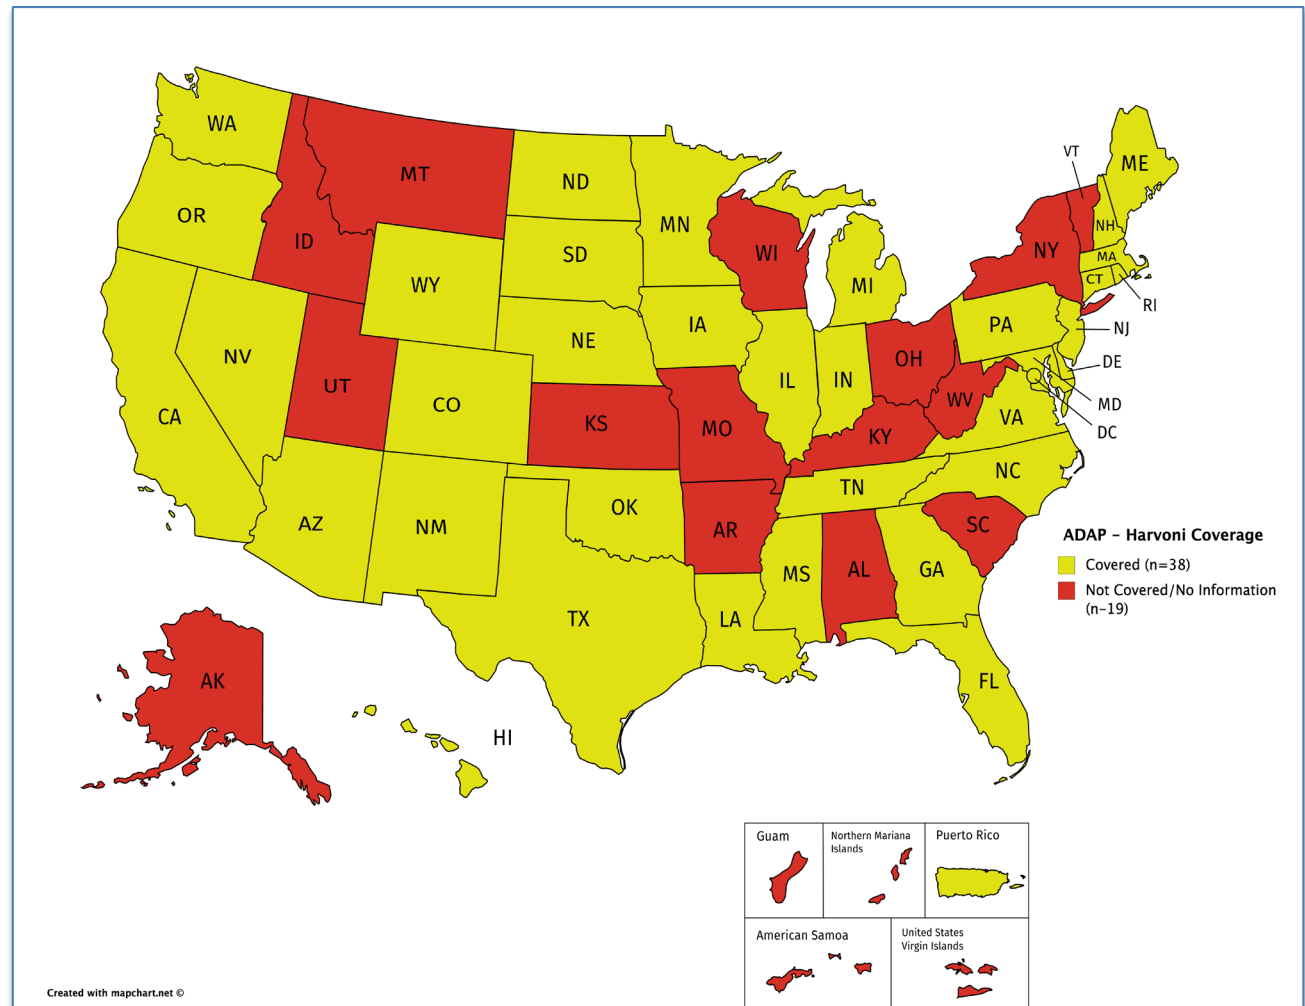 WA
MT
ND
MN
VT
ME
OR
ID
SD
WI
NY
NH
MA
CT
RI
WY
MI
NV
NE
IA
PA
NJ
UT
CO
IL
IN
OH
DE
CA
KS
MO
KY
WV
VA
MD
DC
AZ
NM
OK
TN
NC
AR
SC
TX
LA
MS
AL
GA
FL
AK
HI
ADAP – Harvoni Coverage
Covered (n=38)
Not Covered/No Information
(n–19)
Guam
Northern Mariana
Islands
Puerto Rico
American Samoa
United States
Virgin Islands
Created with mapchart.net ©